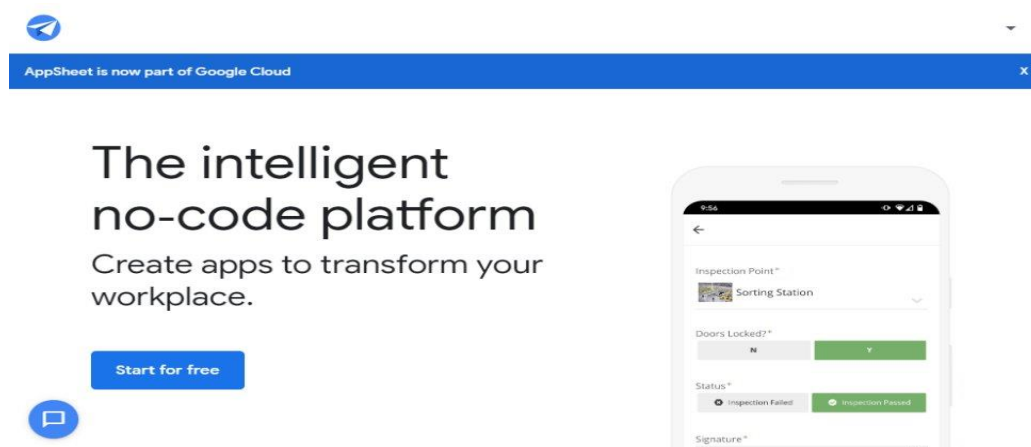 AppSheet is now part of Google Cloud
X
The intelligent
no-code platform
Create apps to transform your
workplace.
Start for free
9:56
Inspection Point*
Sorting Station
Doors Locked?*
N
Y
Status*
Inspection Failed
Inspection Passed
Signature*